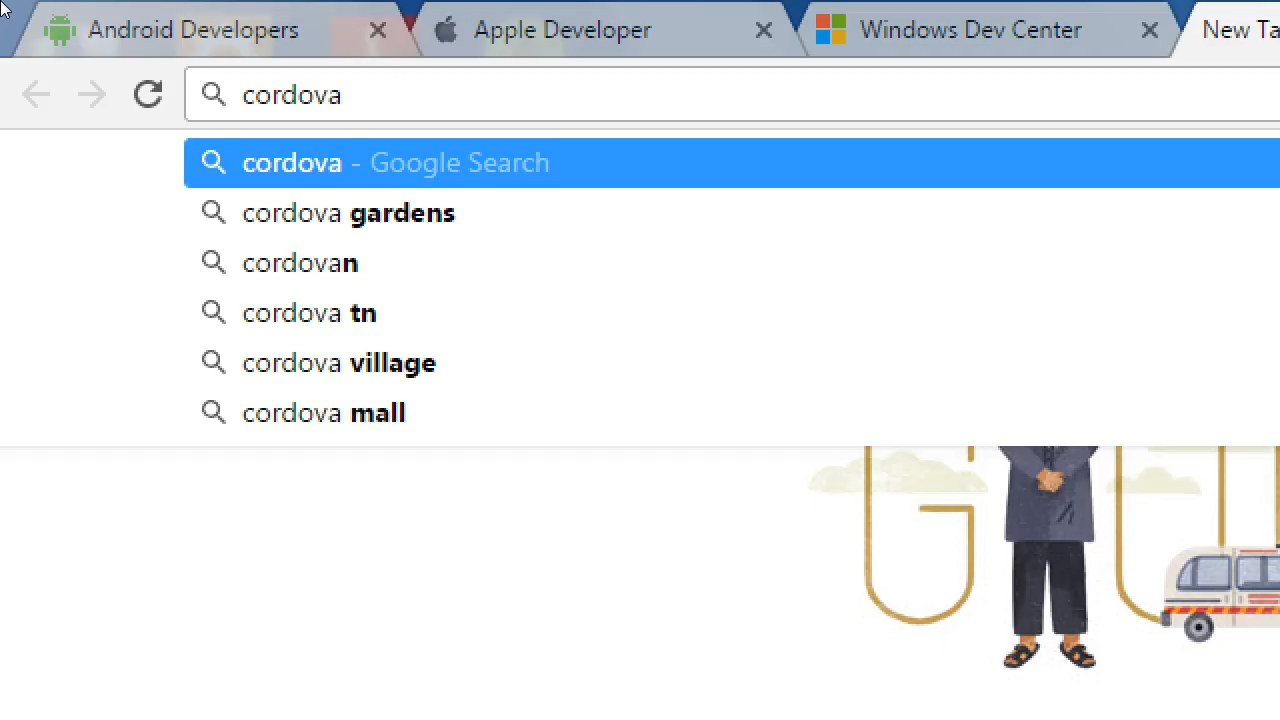 Android Developers
Apple Developer
Windows Dev Center
New Ta
cordova
cordova - Google Search
cordova gardens
cordovan
cordova tn
cordova village
cordova mall